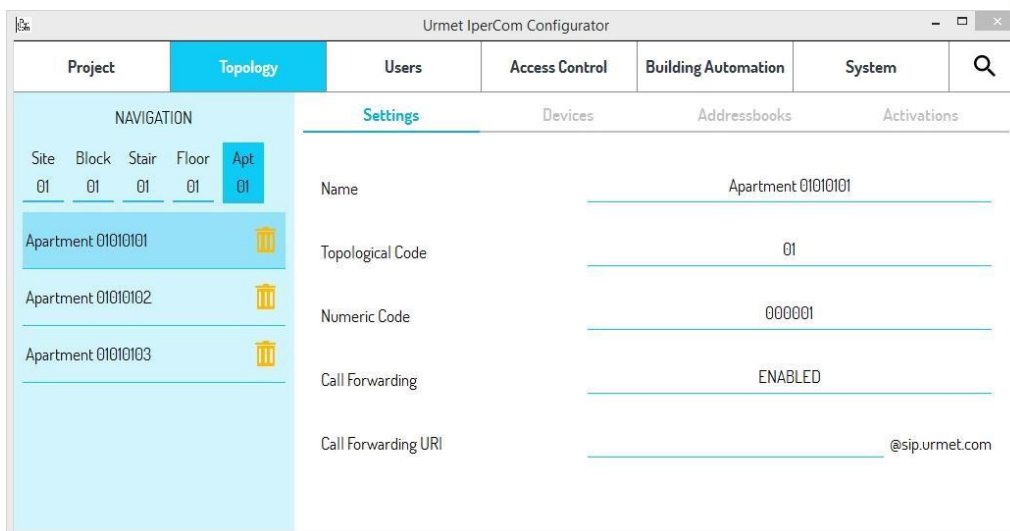 Urmet IperCom Configurator
Project Topology Users Access Control Building Automation System
NAVIGATION
Settings Devices Addressbooks Activations
Site Block Stair Floor Apt
01 01 01 01 01
Apartment 01010101
Apartment 01010102
Apartment 01010103
Name Apartment 01010101
Topological Code 01
Numeric Code 000001
Call Forwarding ENABLED
Call Forwarding URI @sip.urmet.com